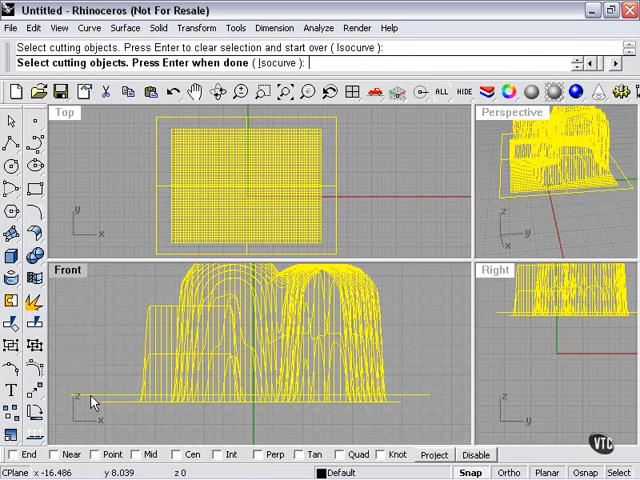 Untitled - Rhinoceros (Not For Resale)
File Edit View Curve Surface Solid Transform Tools Dimension Analyze Render Help
Select cutting objects. Press Enter to clear selection and start over ( Isocurve ):
Select cutting objects. Press Enter when done ( Isocurve ):
ALL HIDE
Top
Perspective
y
x
z
y
x
Front
Right
z
x
z
y
T
VTC
End Near Point Mid Cen Int Perp Tan Quad Knot Project Disable
CPlane x -16.486 y 8.039 z 0 Default Snap Ortho Planar Osnap Select